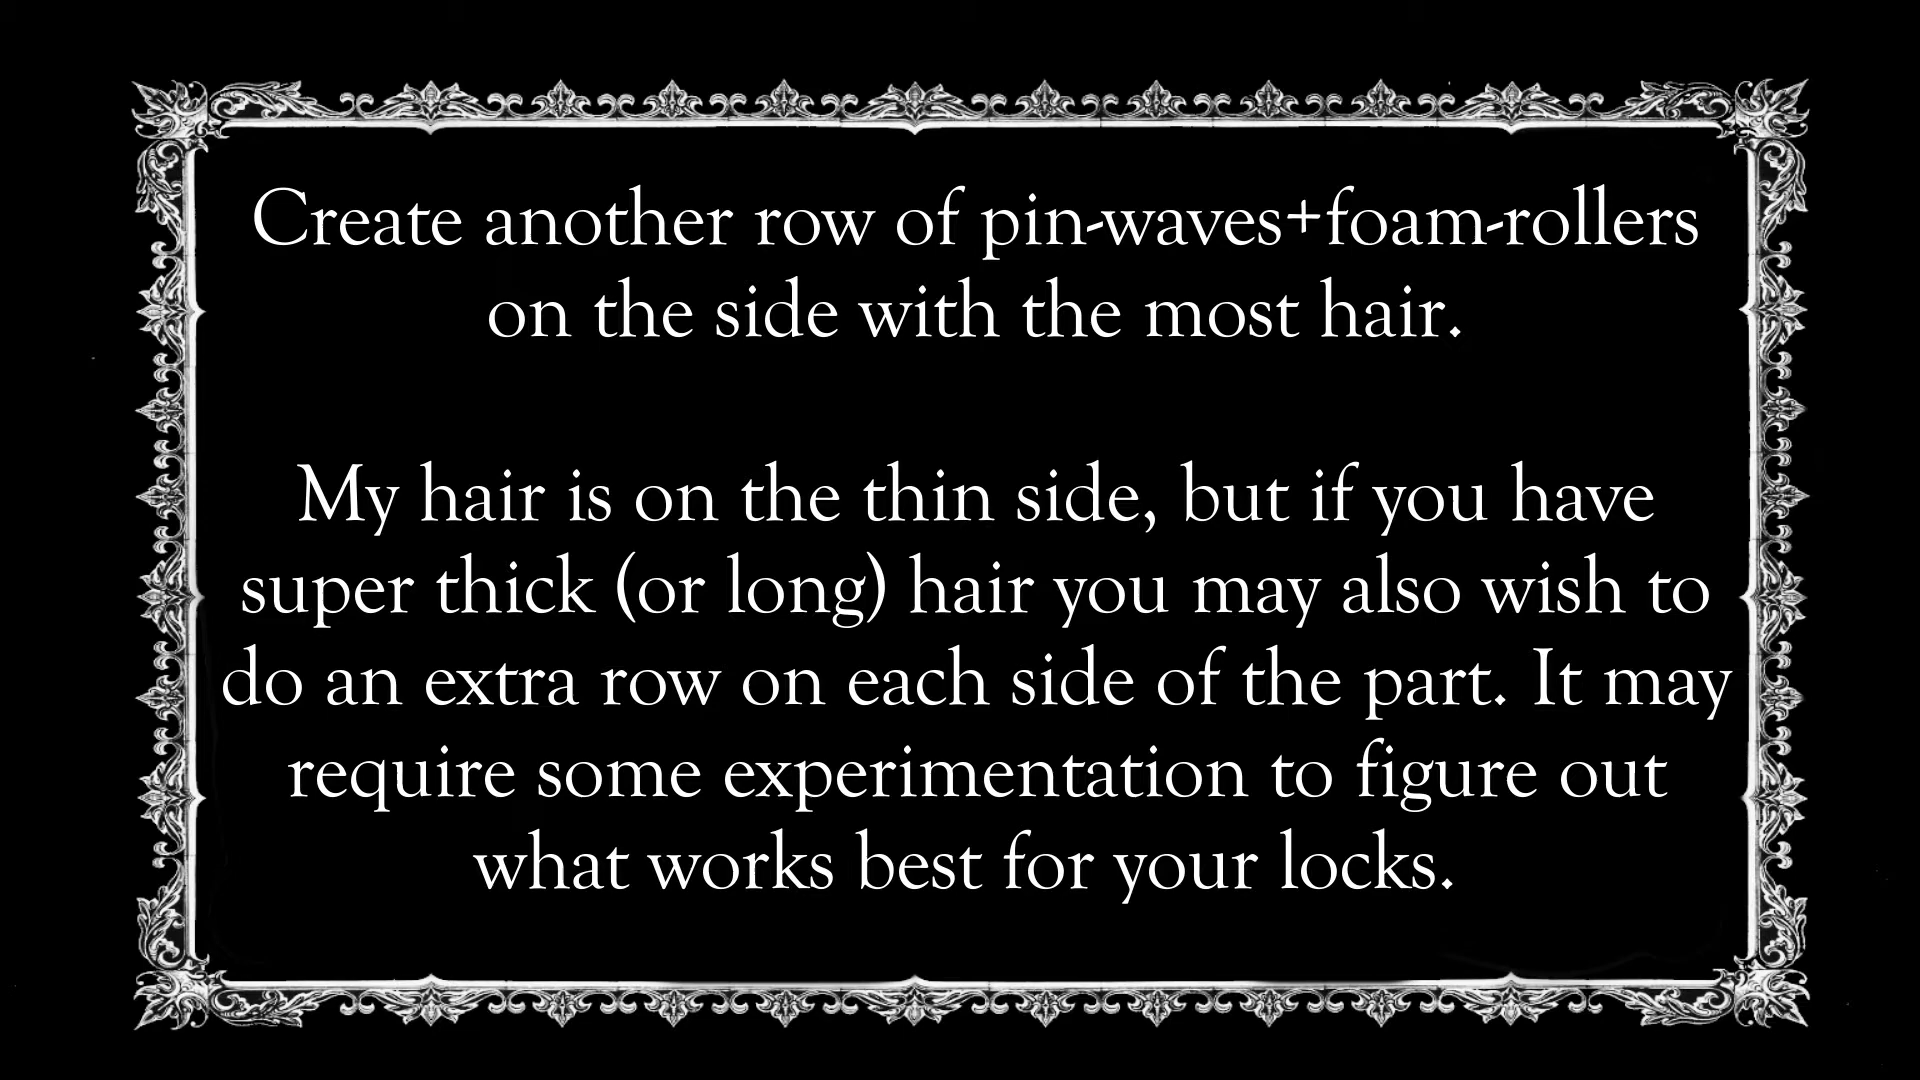 Create another row of pin-waves+foam-rollers
on the side with the most hair.
My hair is on the thin side, but if you have
super thick (or long) hair you may also wish to
do an extra row on each side of the part. It may
require some experimentation to figure out
what works best for your locks.